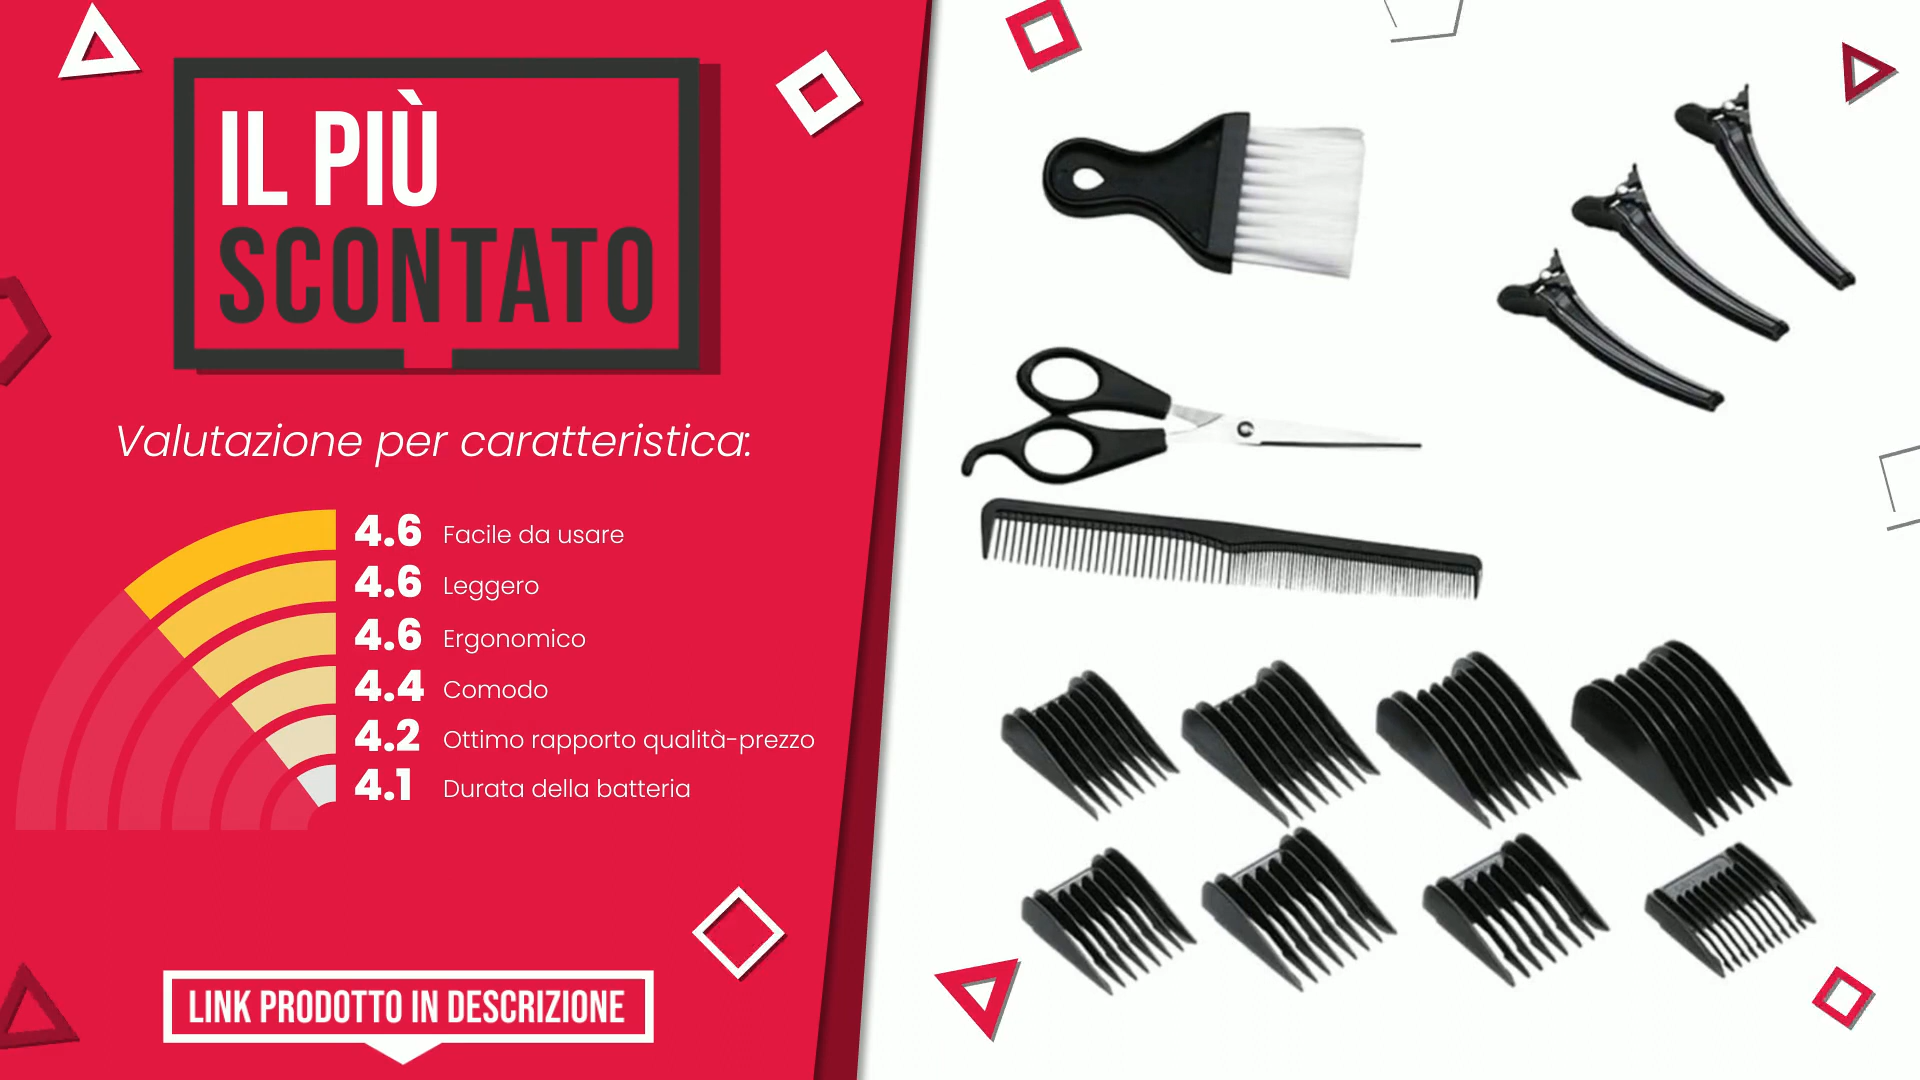 IL PIÙ
SCONTATO
Valutazione per caratteristica:
4.6 Facile da usare
4.6 Leggero
4.6 Ergonomico
4.4 Comodo
4.2 Ottimo rapporto qualità-prezzo
4.1 Durata della batteria
LINK PRODOTTO IN DESCRIZIONE